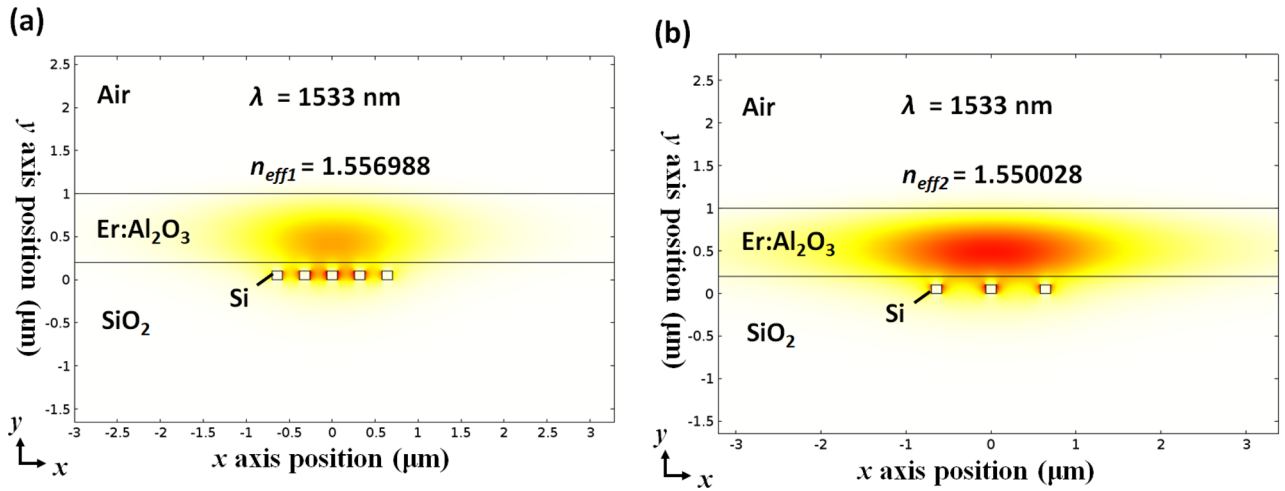 (a)
2.5
2
1.5
1
0.5
0
-0.5
-1
-1.5
-3
-2.5
-2
-1.5
-1
-0.5
0
0.5
1
1.5
2
2.5
3
Air
λ = 1533 nm
neff1 = 1.556988
Er:Al2O3
Si
SiO2
y axis position (μm)
x axis position (μm)
y
x
(b)
2.5
2
1.5
1
0.5
0
-0.5
-1
-1.5
-3
-2
-1
0
1
2
3
Air
λ = 1533 nm
neff2 = 1.550028
Er:Al2O3
Si
SiO2
y axis position (μm)
x axis position (μm)
y
x